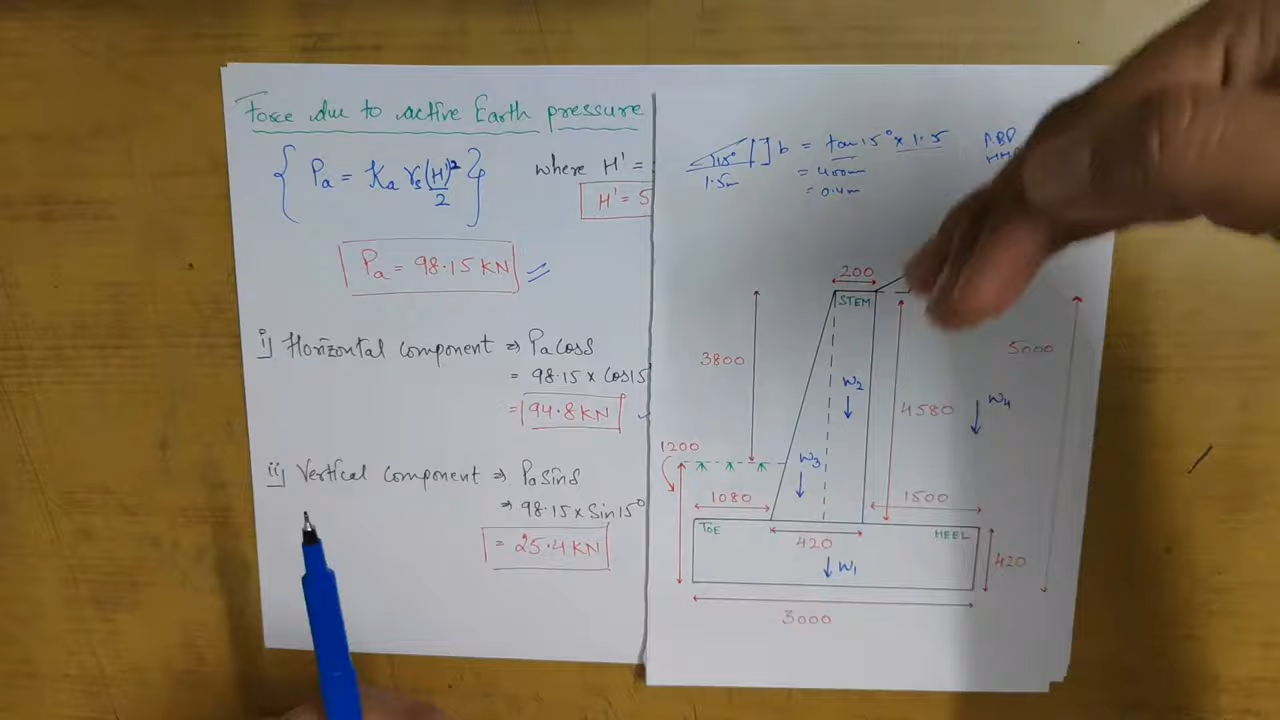 Force due to active Earth pressure
{ Pa = Ka γs (H')²/2 } where H' =
H' = 5
Pa = 98.15 KN
i) Horizontal component ⇒ Pa cosδ
= 98.15 x Cos15
= 94.8 KN
ii) Vertical component ⇒ Pa sinδ
⇒ 98.15 x Sin 15°
= 25.4 KN
15° b = tan 15° x 1.5
1.5m = 400mm
= 0.4m
200
STEM
3800
5000
W2
4580
W4
1200
W3
1080
1500
TOE
HEEL
420
W1
420
3000